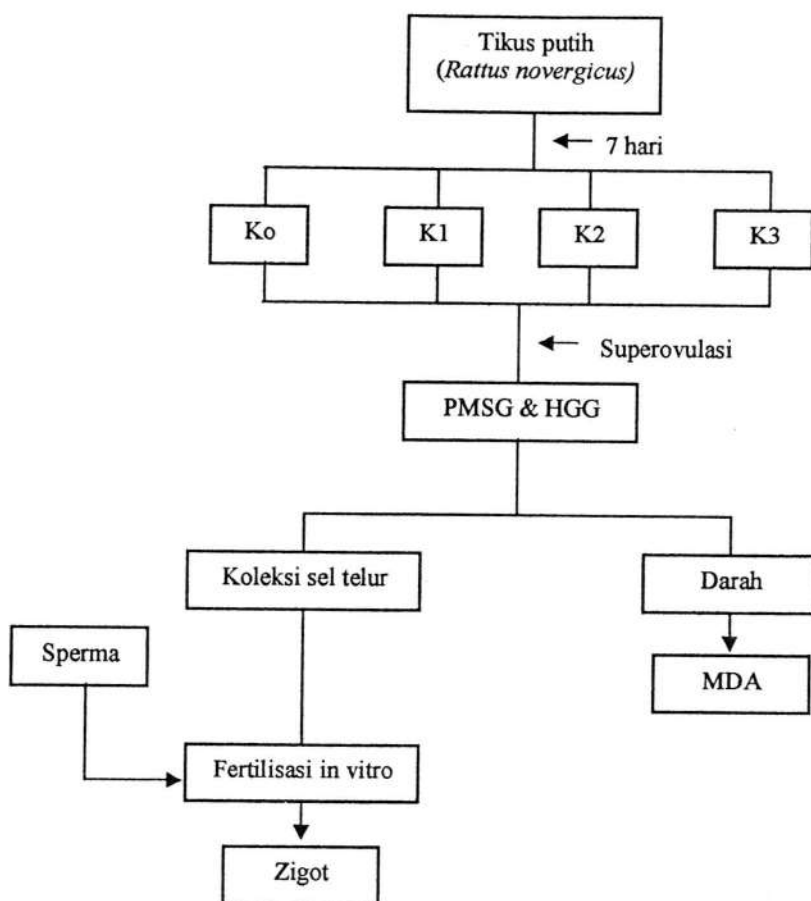 Tikus putih
(Rattus novergicus)
7 hari
Ko
K1
K2
K3
Superovulasi
PMSG & HGG
Koleksi sel telur
Darah
Sperma
MDA
Fertilisasi in vitro
Zigot